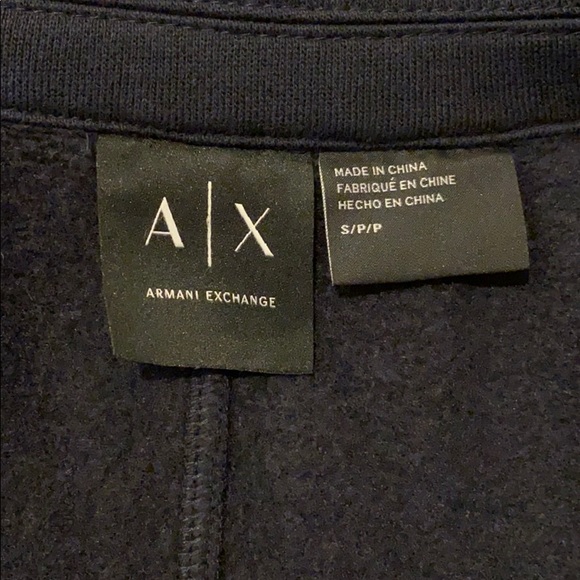 A|X
ARMANI EXCHANGE
MADE IN CHINA
FABRIQUÉ EN CHINE
HECHO EN CHINA
S/P/P